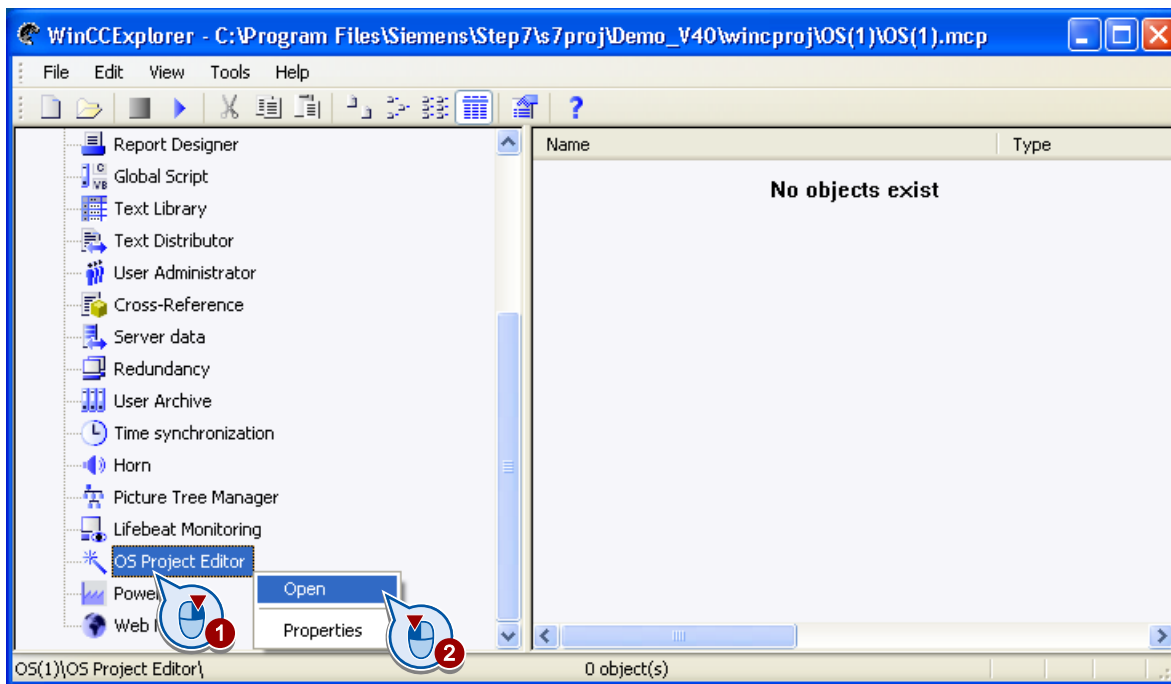 WinCCExplorer - C:\Program Files\Siemens\Step7\s7proj\Demo_V40\wincproj\OS(1)\OS(1).mcp
File Edit View Tools Help
Name Type
Report Designer
No objects exist
Global Script
Text Library
Text Distributor
User Administrator
Cross-Reference
Server data
Redundancy
User Archive
Time synchronization
Horn
Picture Tree Manager
Lifebeat Monitoring
OS Project Editor
Open
Web
Properties
1
2
OS(1)\OS Project Editor\ 0 object(s)